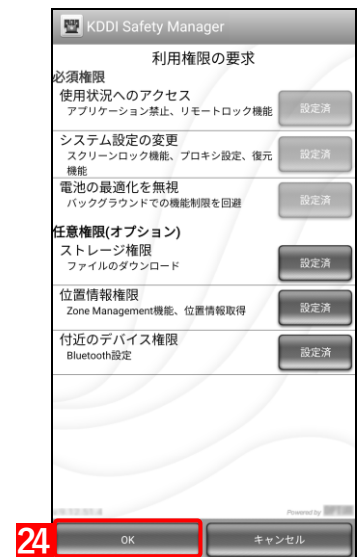 KDDI Safety Manager
利用権限の要求
必須権限
使用状況へのアクセス
アプリケーション禁止、リモートロック機能
設定済
システム設定の変更
スクリーンロック機能、プロキシ設定、復元
機能
設定済
電池の最適化を無視
バックグラウンドでの機能制限を回避
設定済
任意権限(オプション)
ストレージ権限
ファイルのダウンロード
設定済
位置情報権限
Zone Management機能、位置情報取得
設定済
付近のデバイス権限
Bluetooth設定
設定済
Powered by
24
OK
キャンセル